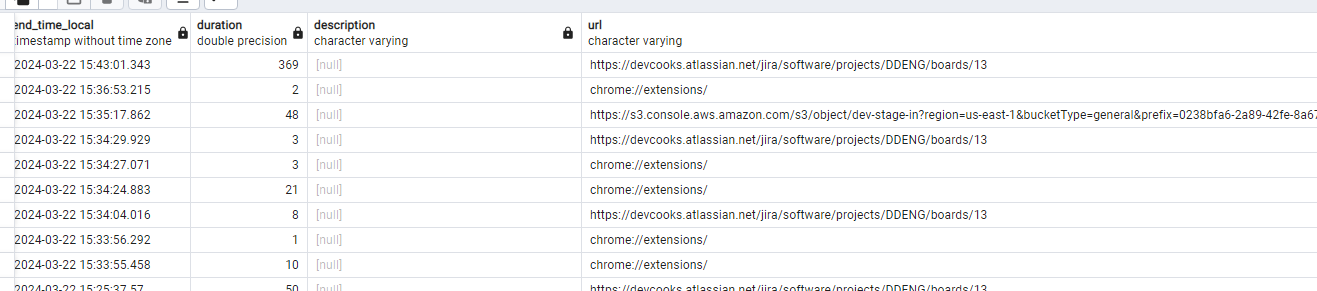 end_time_local duration description url
timestamp without time zone double precision character varying character varying
2024-03-22 15:43:01.343 369 [null] https://devcooks.atlassian.net/jira/software/projects/DDENG/boards/13
2024-03-22 15:36:53.215 2 [null] chrome://extensions/
2024-03-22 15:35:17.862 48 [null] https://s3.console.aws.amazon.com/s3/object/dev-stage-in?region=us-east-1&bucketType=general&prefix=0238bfa6-2a89-42fe-8a67
2024-03-22 15:34:29.929 3 [null] https://devcooks.atlassian.net/jira/software/projects/DDENG/boards/13
2024-03-22 15:34:27.071 3 [null] chrome://extensions/
2024-03-22 15:34:24.883 21 [null] chrome://extensions/
2024-03-22 15:34:04.016 8 [null] https://devcooks.atlassian.net/jira/software/projects/DDENG/boards/13
2024-03-22 15:33:56.292 1 [null] chrome://extensions/
2024-03-22 15:33:55.458 10 [null] chrome://extensions/
2024-03-22 15:25:37.57 50 [null] https://devcooks.atlassian.net/jira/software/projects/DDENG/boards/13